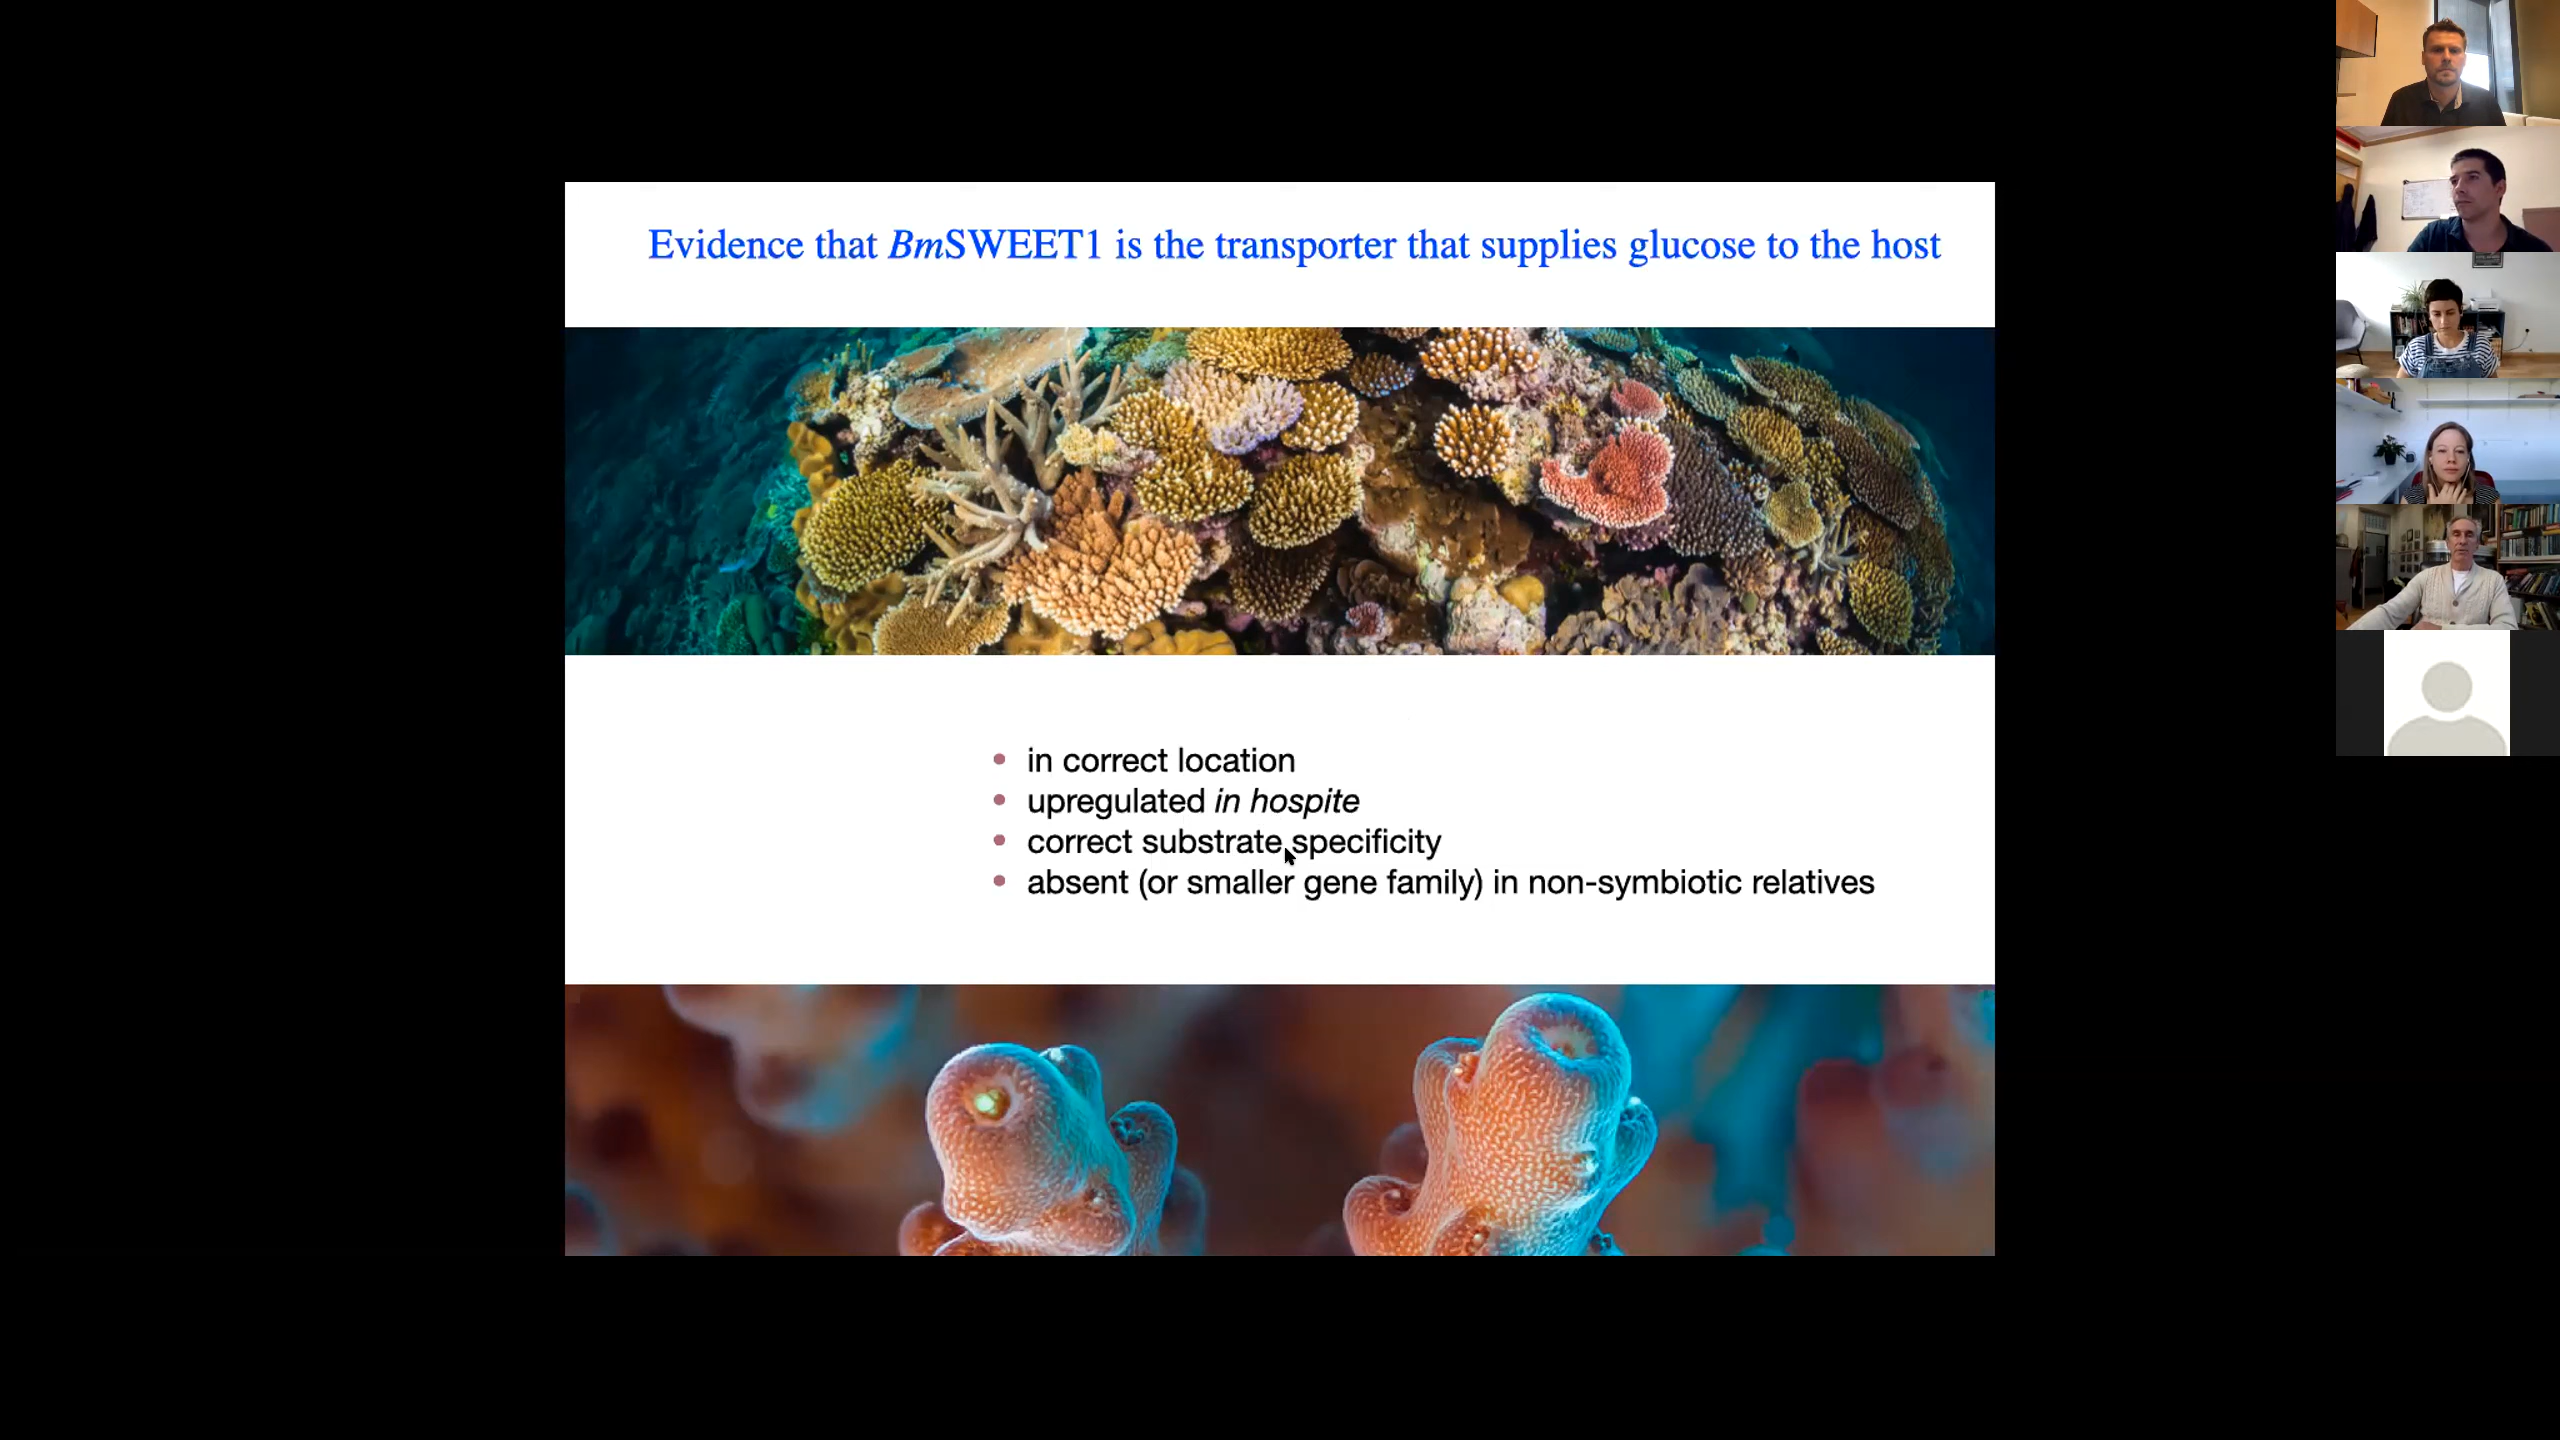 Evidence that BmSWEET1 is the transporter that supplies glucose to the host
• in correct location
• upregulated in hospite
• correct substrate specificity
• absent (or smaller gene family) in non-symbiotic relatives